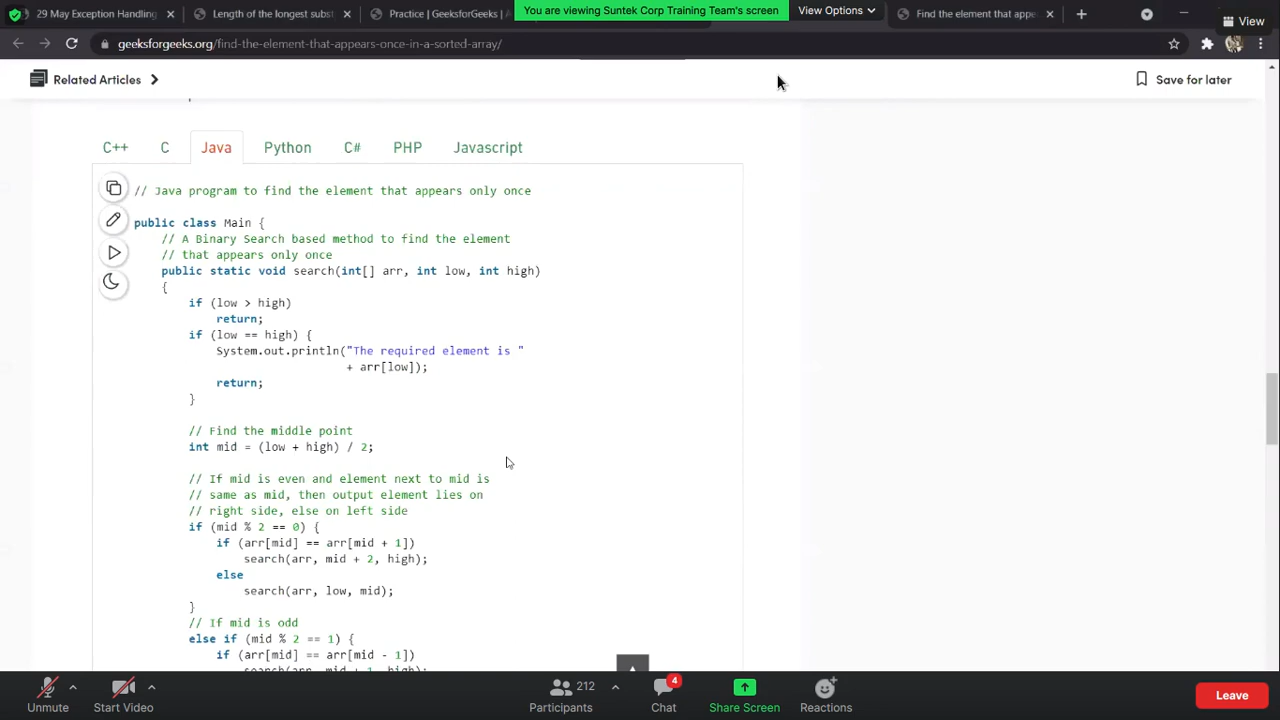 29 May Exception Handling
Length of the longest subst
Practice | GeeksforGeeks |
You are viewing Suntek Corp Training Team's screen
View Options
Find the element that appe
View
geeksforgeeks.org/find-the-element-that-appears-once-in-a-sorted-array/
Related Articles
Save for later
C++ C Java Python C# PHP Javascript
// Java program to find the element that appears only once
public class Main {
// A Binary Search based method to find the element
// that appears only once
public static void search(int[] arr, int low, int high)
{
if (low > high)
return;
if (low == high) {
System.out.println("The required element is "
+ arr[low]);
return;
}
// Find the middle point
int mid = (low + high) / 2;
// If mid is even and element next to mid is
// same as mid, then output element lies on
// right side, else on left side
if (mid % 2 == 0) {
if (arr[mid] == arr[mid + 1])
search(arr, mid + 2, high);
else
search(arr, low, mid);
}
// If mid is odd
else if (mid % 2 == 1) {
if (arr[mid] == arr[mid - 1])
search(arr, mid + 1, high);
212
4
Unmute
Start Video
Participants
Chat
Share Screen
Reactions
Leave